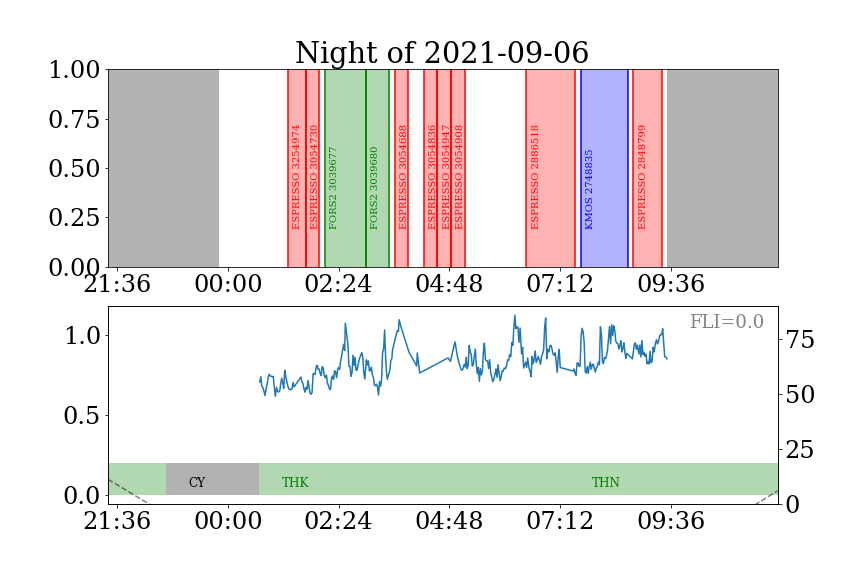 Night of 2021-09-06
1.00
0.75
0.50
0.25
0.00
ESPRESSO 3254974
ESPRESSO 3054730
FORS2 3039677
FORS2 3039680
ESPRESSO 3054688
ESPRESSO 3054836
ESPRESSO 3054947
ESPRESSO 3054908
ESPRESSO 2886518
KMOS 2748835
ESPRESSO 2848799
21:36 00:00 02:24 04:48 07:12 09:36
FLI=0.0
1.0
0.5
0.0
75
50
25
0
CY THK THN
21:36 00:00 02:24 04:48 07:12 09:36